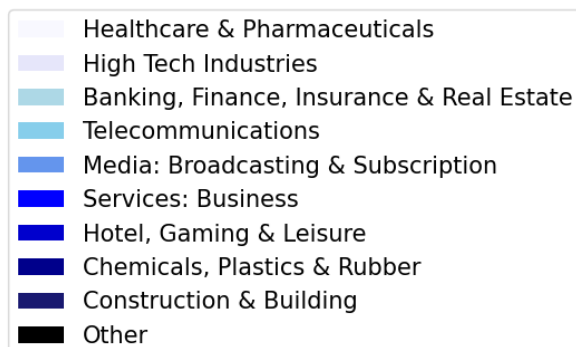 Healthcare & Pharmaceuticals
High Tech Industries
Banking, Finance, Insurance & Real Estate
Telecommunications
Media: Broadcasting & Subscription
Services: Business
Hotel, Gaming & Leisure
Chemicals, Plastics & Rubber
Construction & Building
Other